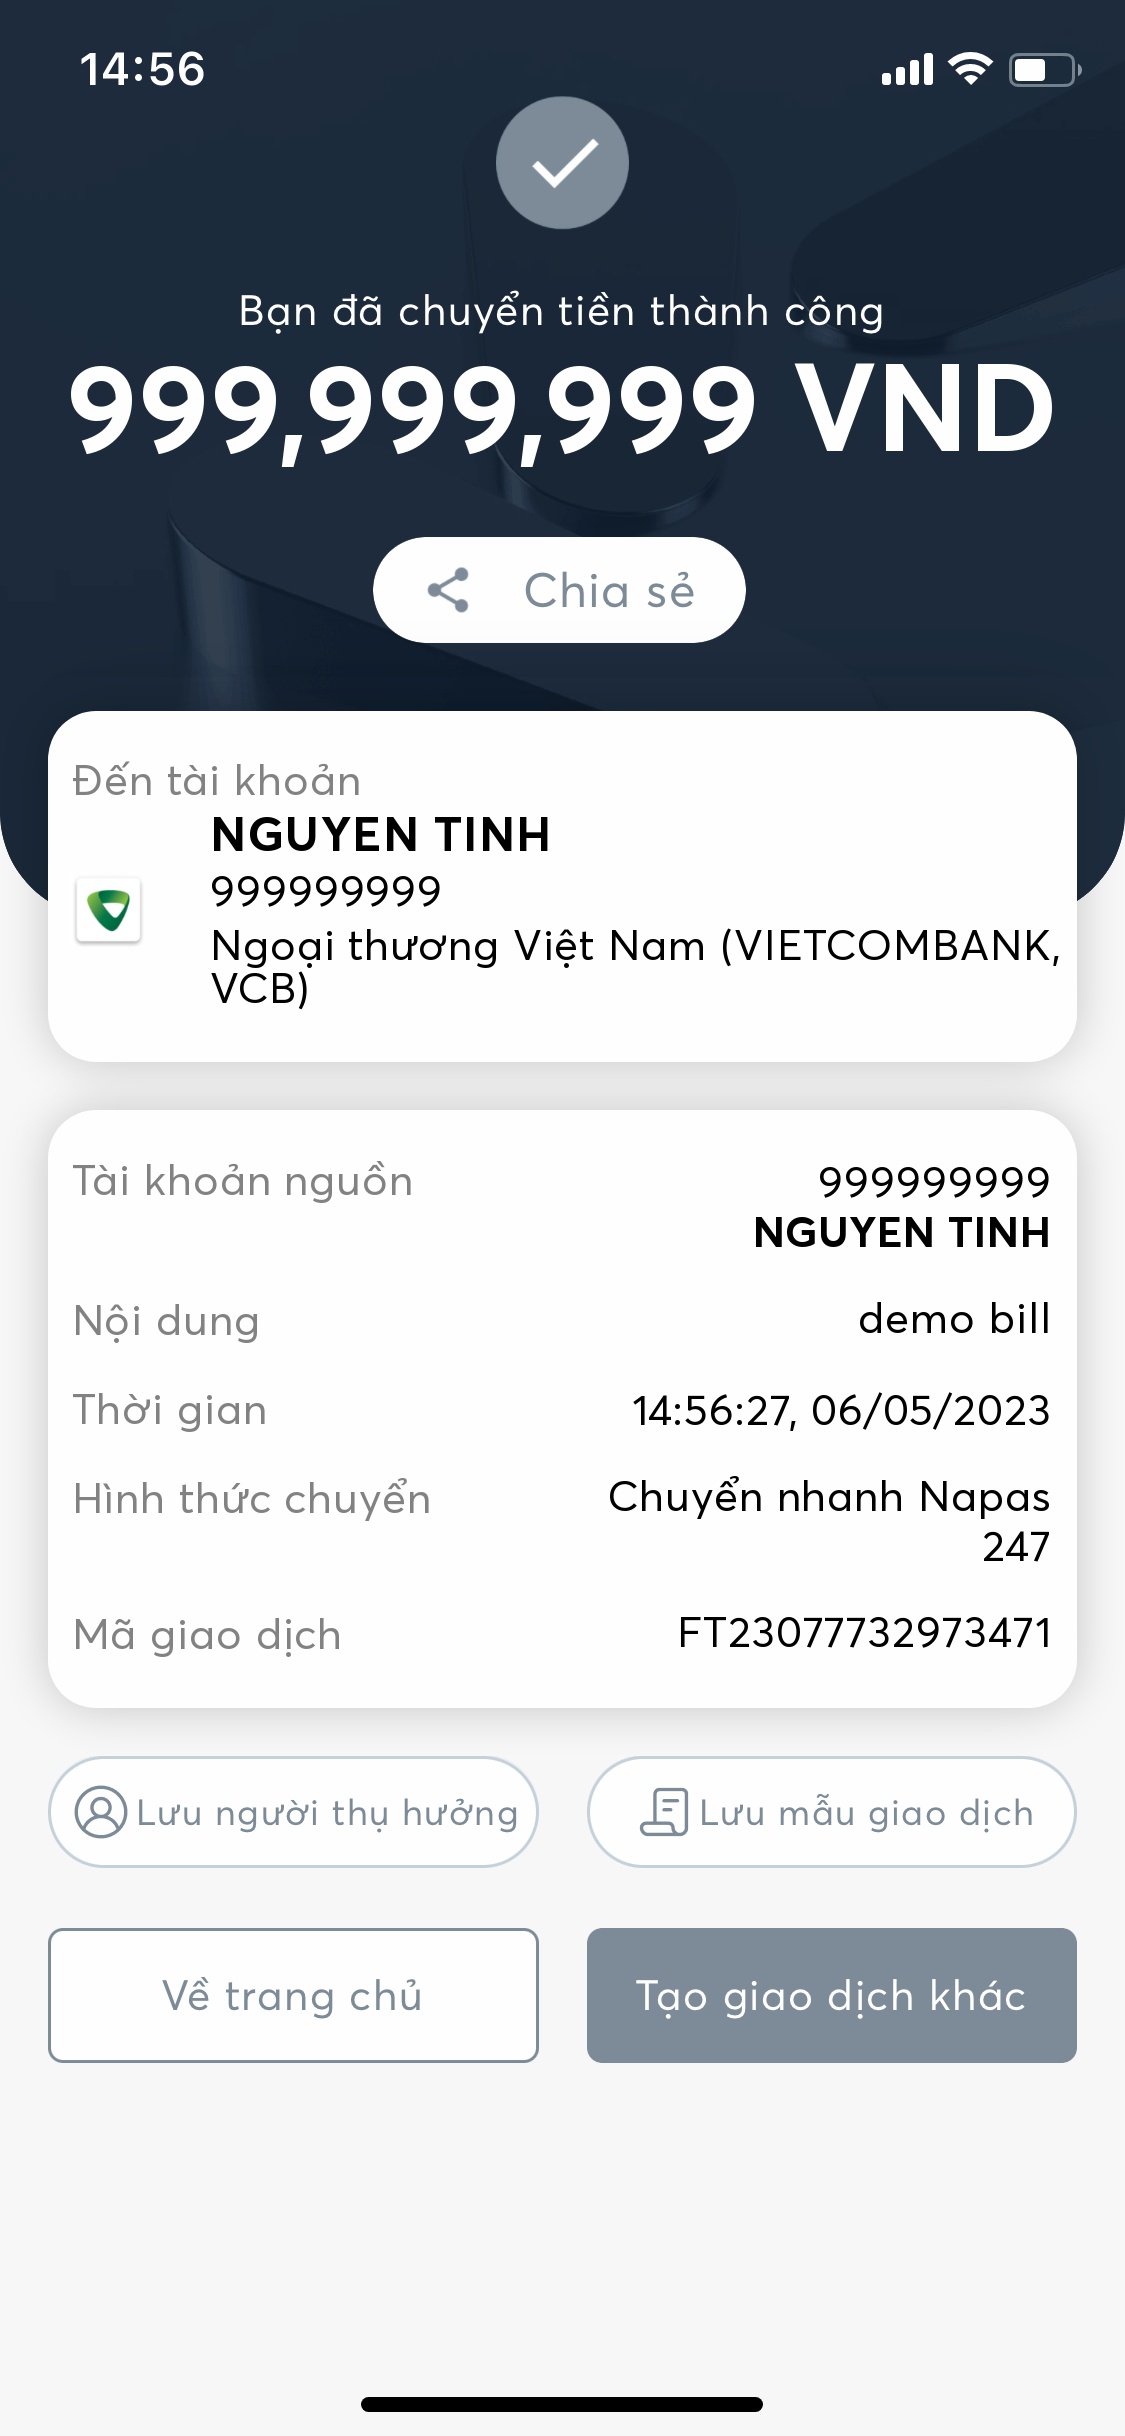 14:56
Bạn đã chuyển tiền thành công
999,999,999 VND
Chia sẻ
Đến tài khoản
NGUYEN TINH
999999999
Ngoại thương Việt Nam (VIETCOMBANK,
VCB)
Tài khoản nguồn
999999999
NGUYEN TINH
Nội dung
demo bill
Thời gian
14:56:27, 06/05/2023
Hình thức chuyển
Chuyển nhanh Napas
247
Mã giao dịch
FT23077732973471
Lưu người thụ hưởng
Lưu mẫu giao dịch
Về trang chủ
Tạo giao dịch khác